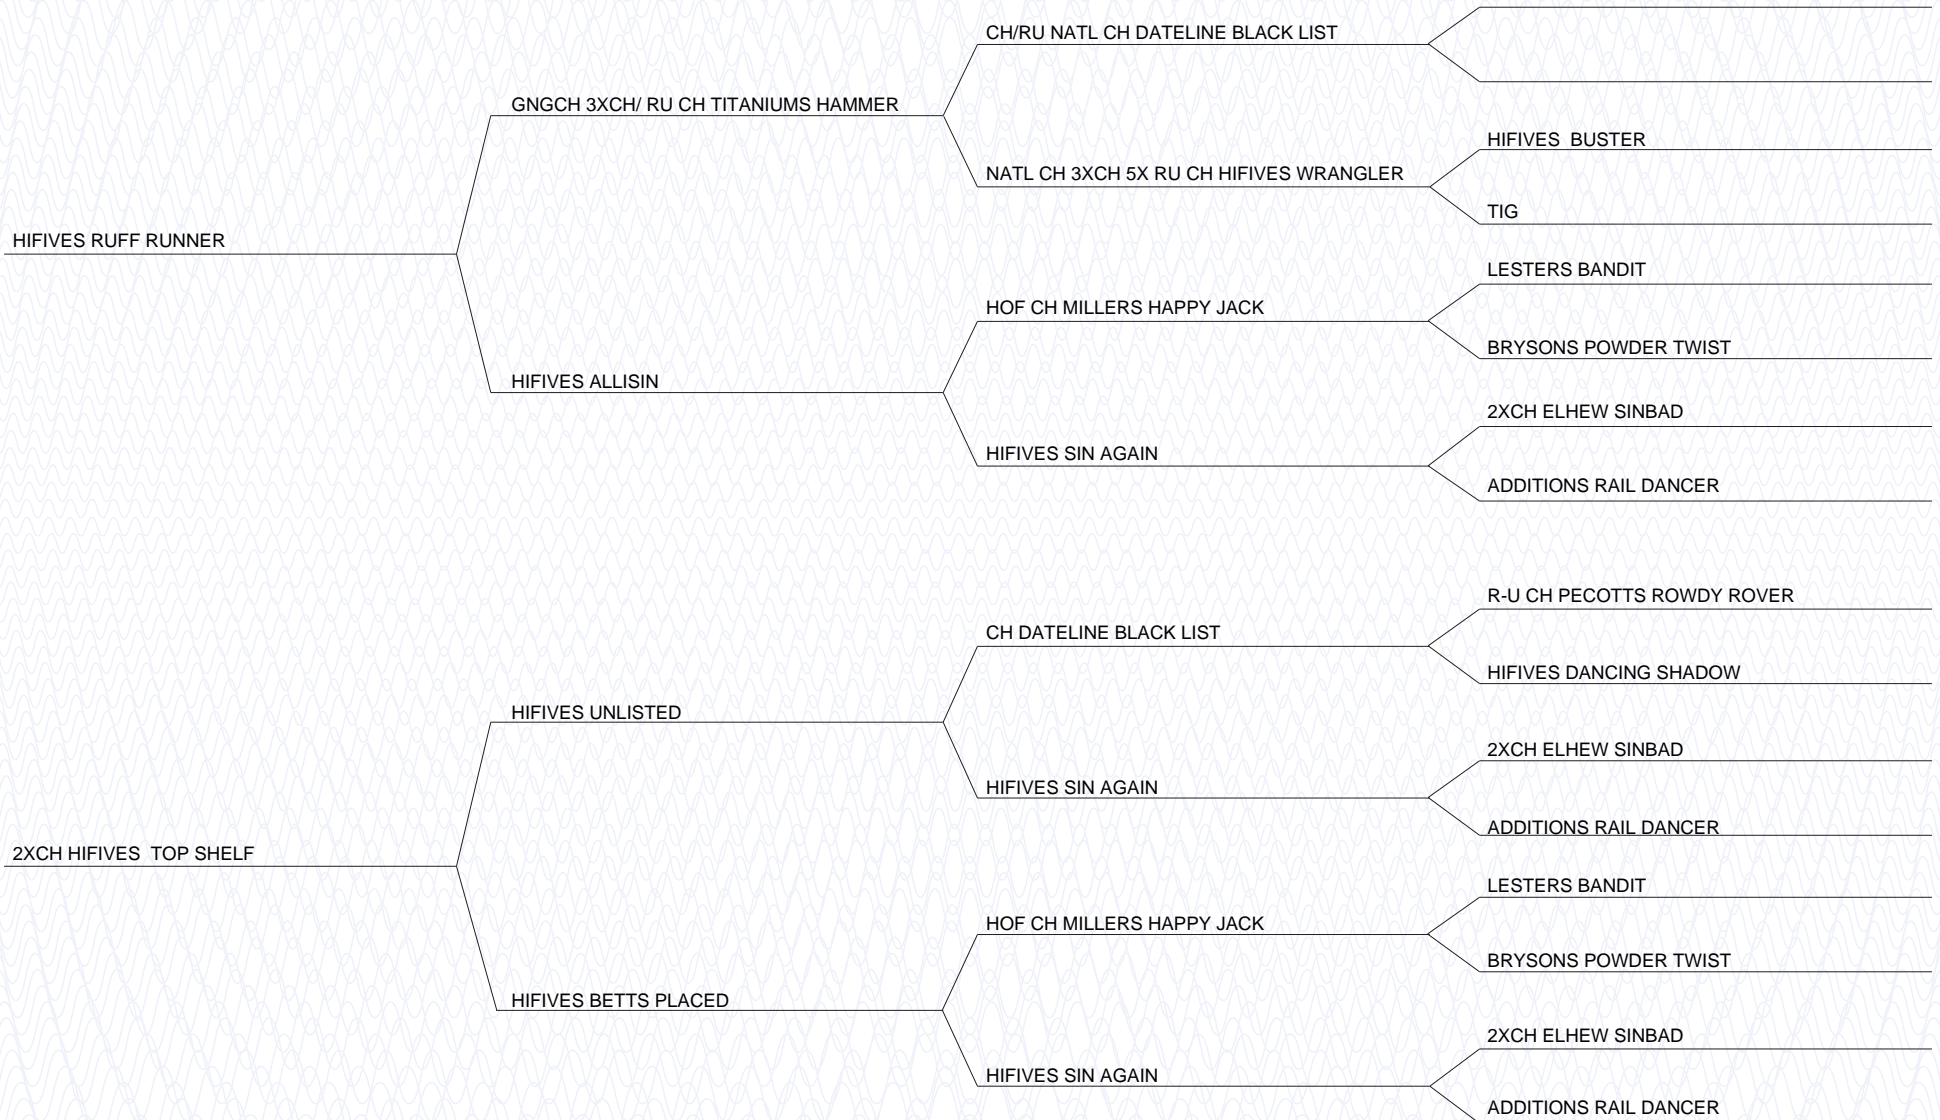 CH/RU NATL CH DATELINE BLACK LIST
GNGCH 3XCH/ RU CH TITANIUMS HAMMER
HIFIVES  BUSTER
NATL CH 3XCH 5X RU CH HIFIVES WRANGLER
TIG
HIFIVES RUFF RUNNER
LESTERS BANDIT
HOF CH MILLERS HAPPY JACK
BRYSONS POWDER TWIST
HIFIVES ALLISIN
2XCH ELHEW SINBAD
HIFIVES SIN AGAIN
ADDITIONS RAIL DANCER
R-U CH PECOTTS ROWDY ROVER
CH DATELINE BLACK LIST
HIFIVES DANCING SHADOW
HIFIVES UNLISTED
2XCH ELHEW SINBAD
HIFIVES SIN AGAIN
ADDITIONS RAIL DANCER
2XCH HIFIVES  TOP SHELF
LESTERS BANDIT
HOF CH MILLERS HAPPY JACK
BRYSONS POWDER TWIST
HIFIVES BETTS PLACED
2XCH ELHEW SINBAD
HIFIVES SIN AGAIN
ADDITIONS RAIL DANCER